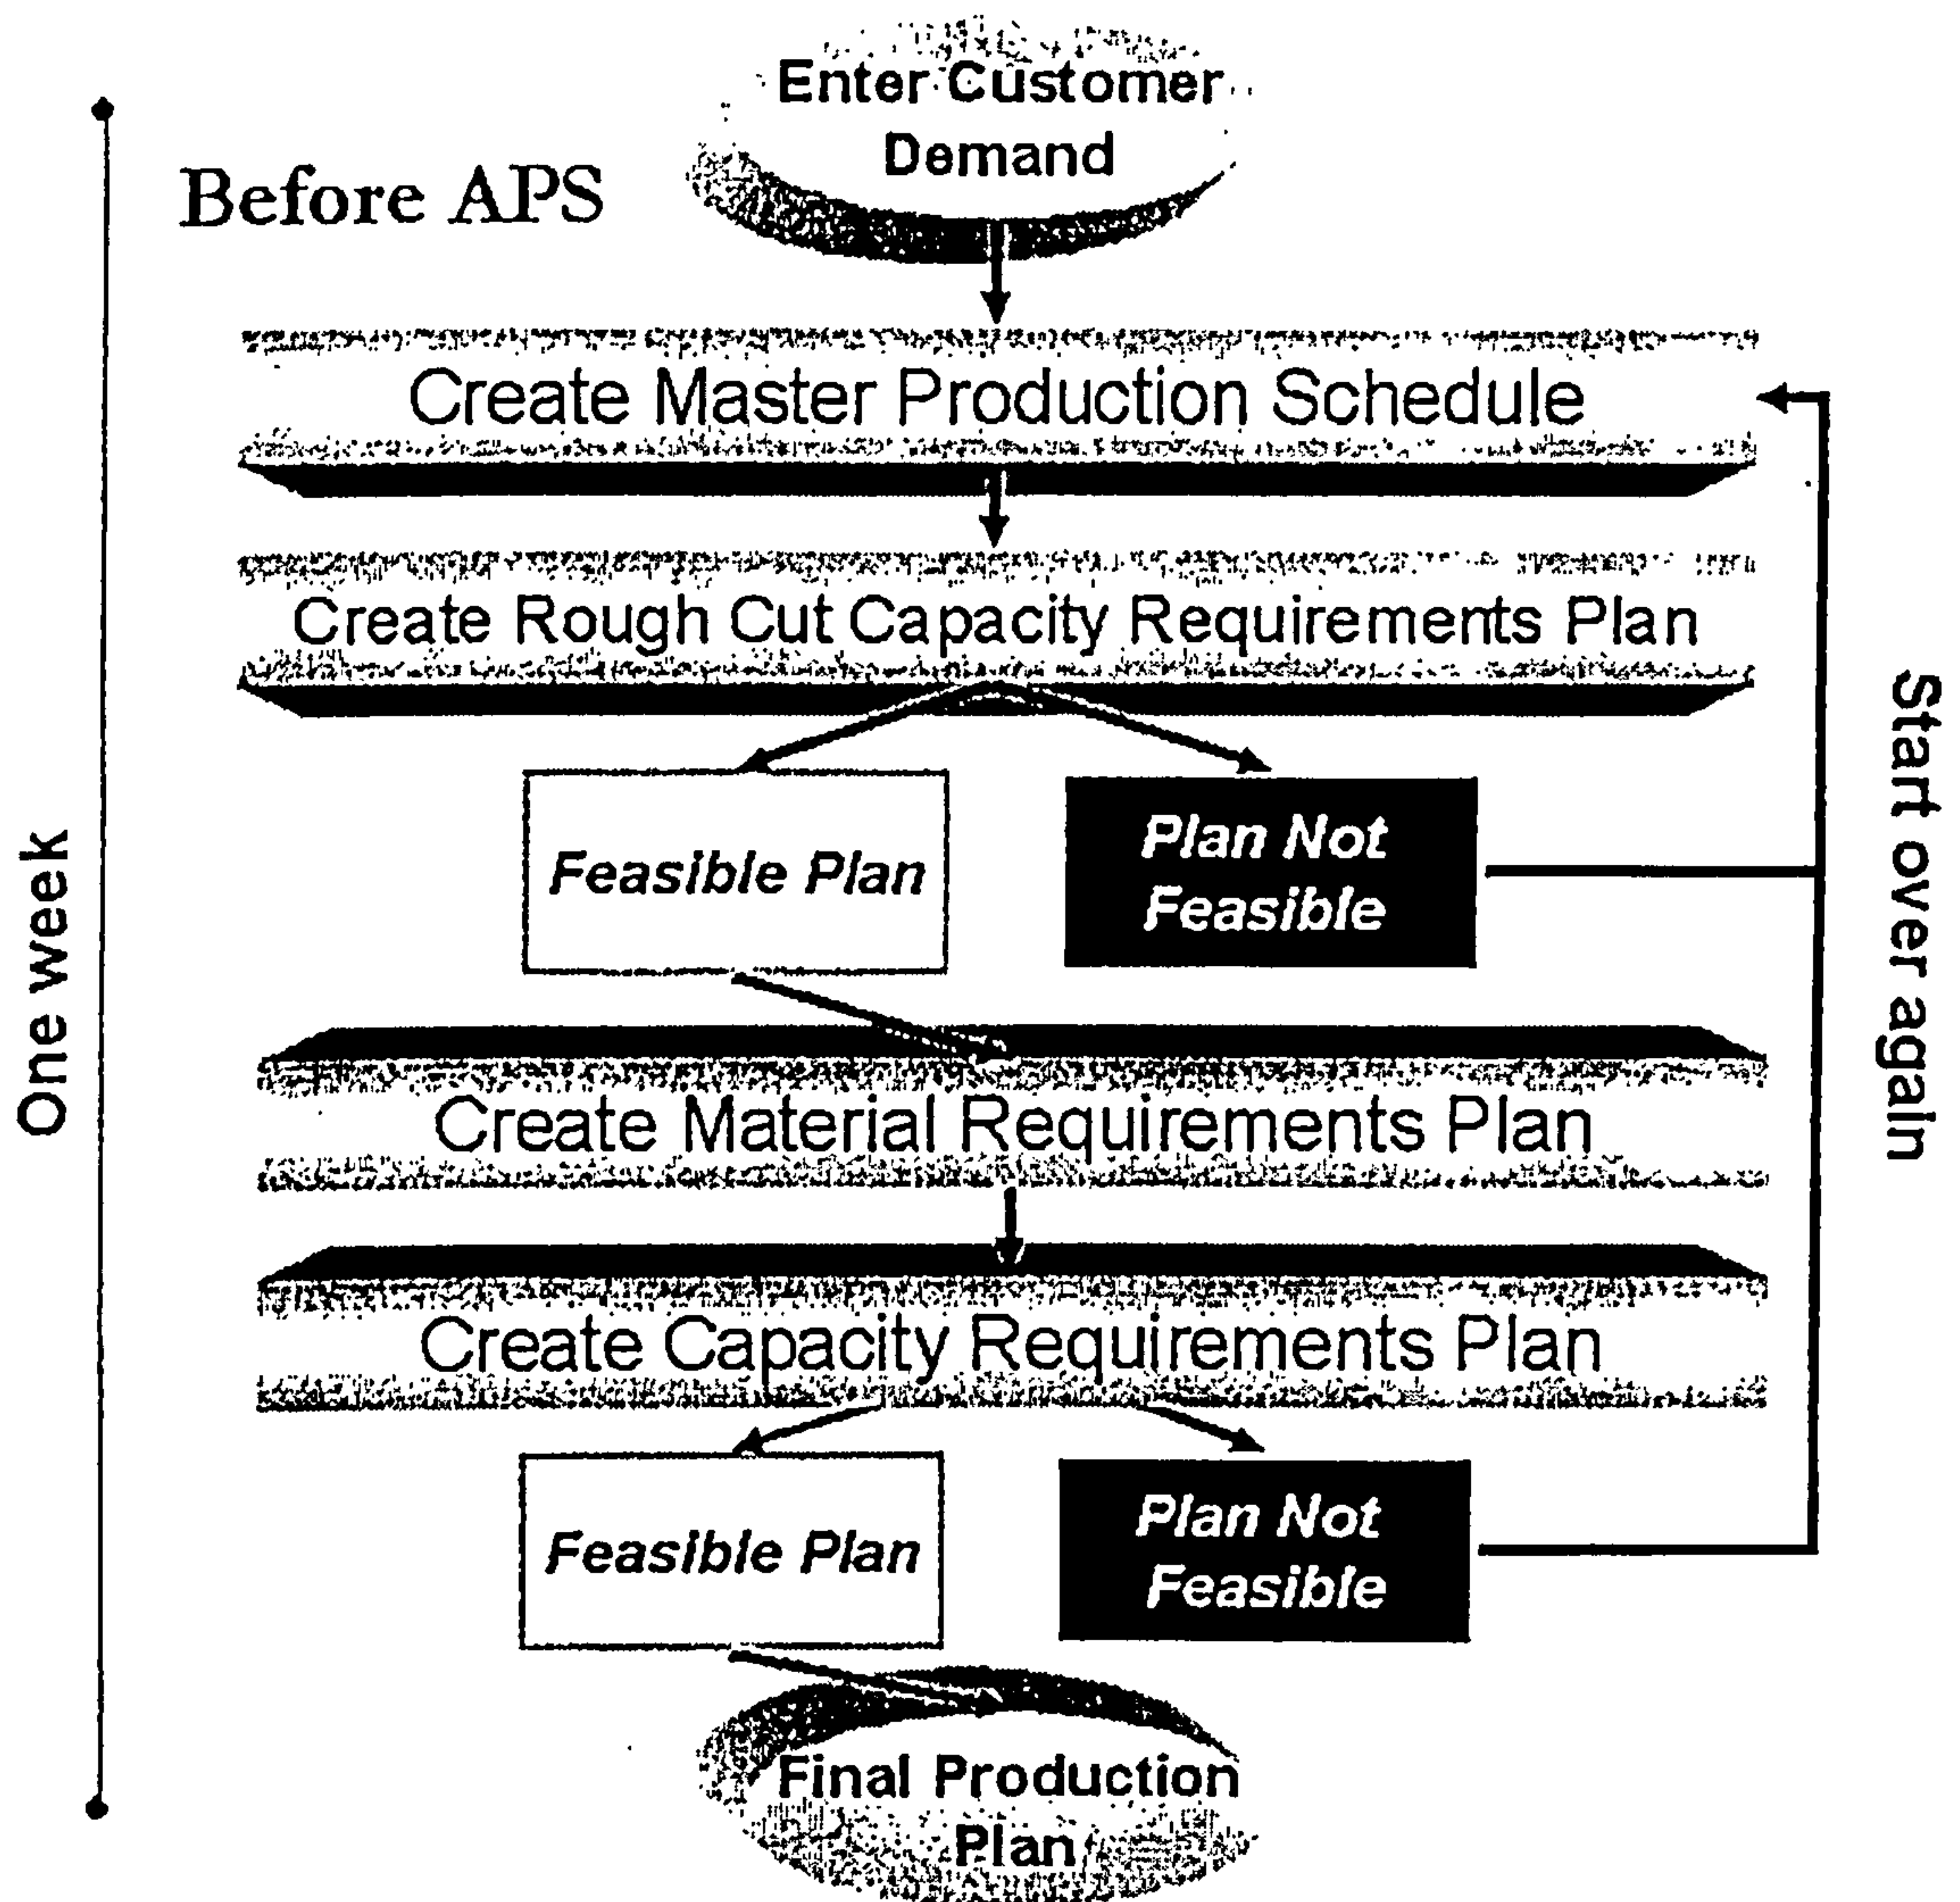 Enter Customer
Demand
Before APS
Create Master Production Schedule
Create Rough Cut Capacity Requirements Plan
Feasible Plan
Plan Not
Feasible
One week
Start over again
Create Material Requirements Plan
Create Capacity Requirements Plan
Feasible Plan
Plan Not
Feasible
Final Production
Plan